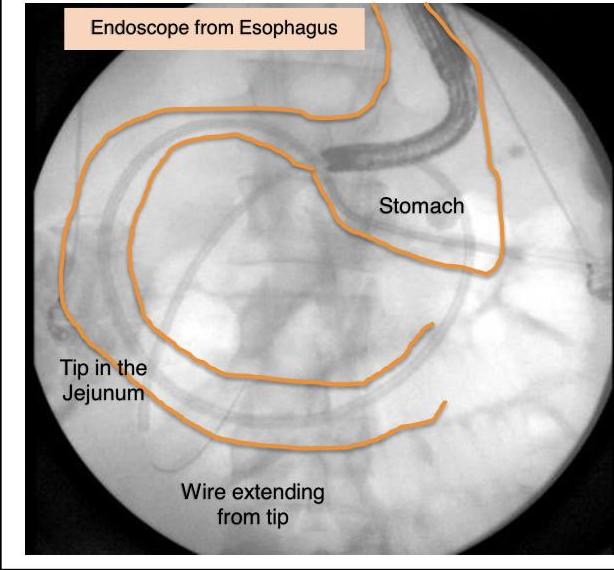 Endoscope from Esophagus
Stomach
Tip in the
Jejunum
Wire extending
from tip